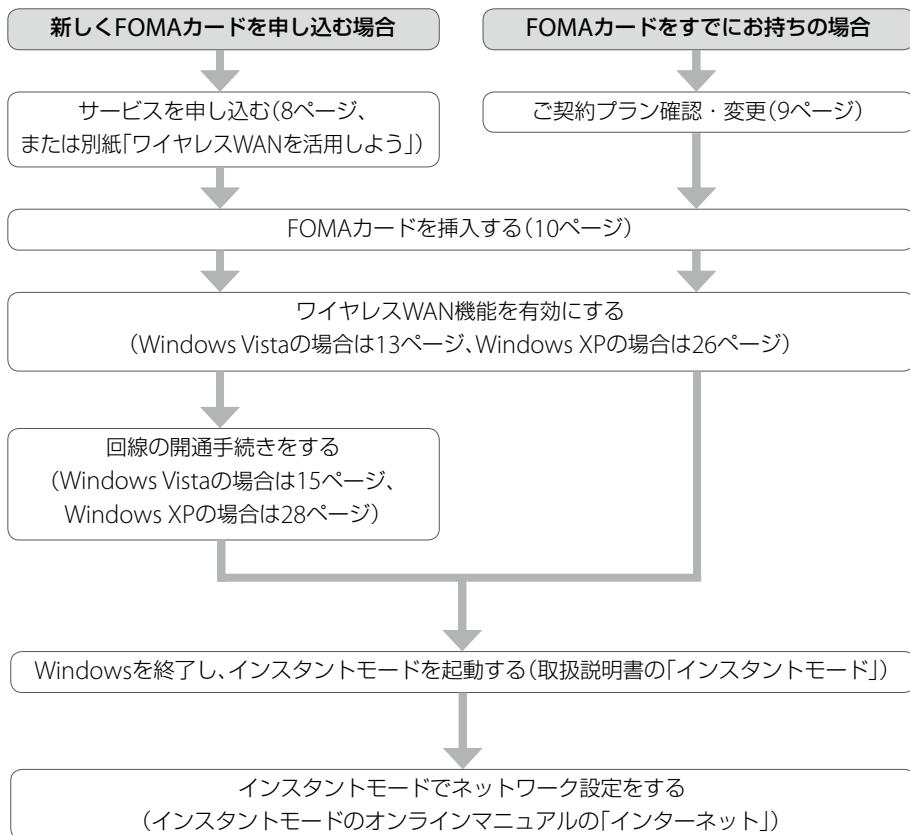 新しくFOMAカードを申し込む場合
FOMAカードをすでにお持ちの場合
サービスを申し込む(8ページ、
または別紙「ワイヤレスWANを活用しよう」)
ご契約プラン確認・変更(9ページ)
FOMAカードを挿入する(10ページ)
ワイヤレスWAN機能を有効にする
(Windows Vistaの場合は13ページ、Windows XPの場合は26ページ)
回線の開通手続きをする
(Windows Vistaの場合は15ページ、
Windows XPの場合は28ページ)
Windowsを終了し、インスタントモードを起動する(取扱説明書の「インスタントモード」)
インスタントモードでネットワーク設定をする
(インスタントモードのオンラインマニュアルの「インターネット」)